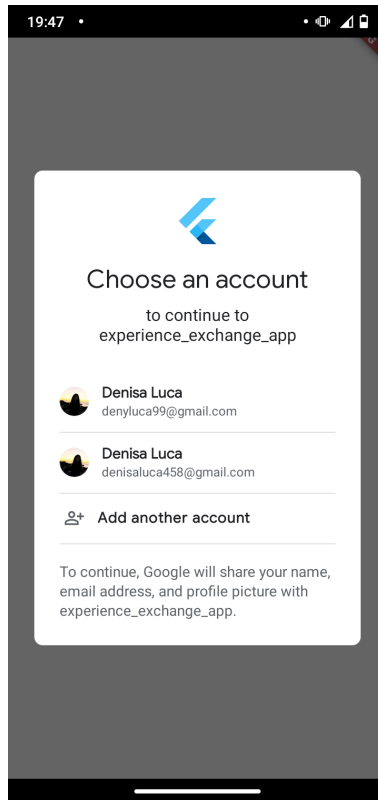 19:47
Choose an account
to continue to
experience_exchange_app
Denisa Luca
denyluca99@gmail.com
Denisa Luca
denisaluca458@gmail.com
Add another account
To continue, Google will share your name,
email address, and profile picture with
experience_exchange_app.